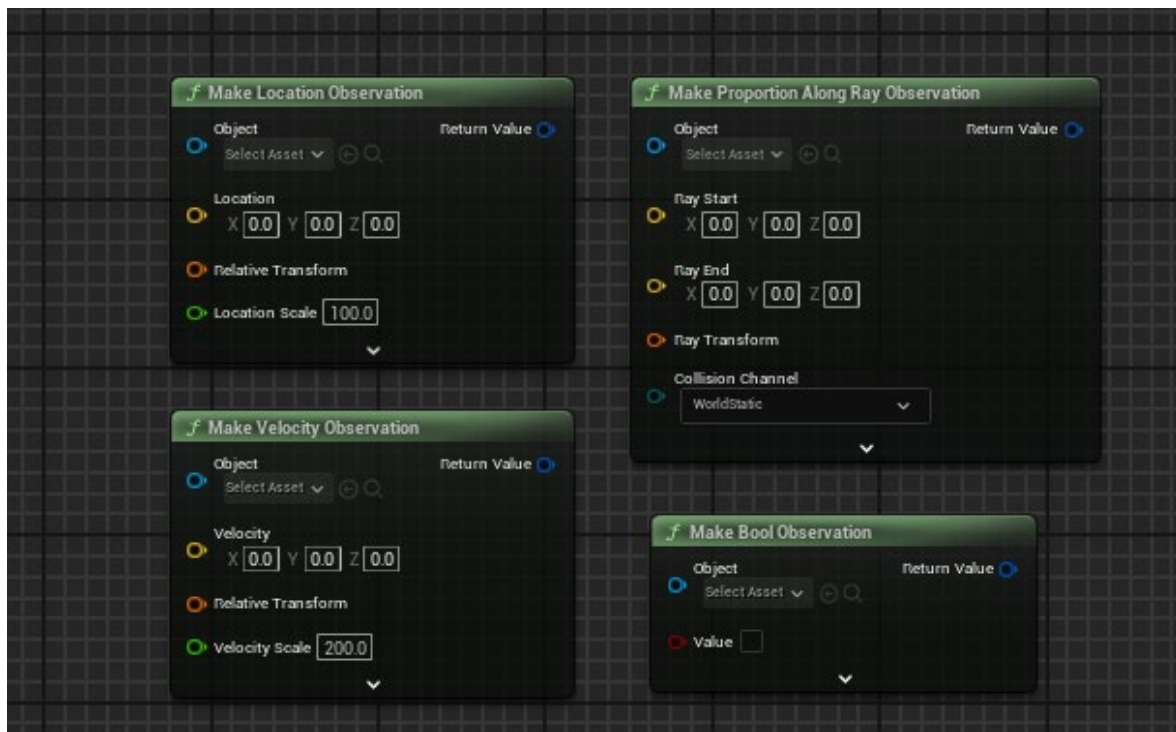 Make Location Observation
Object
Return Value
Select Asset
Location
X 0.0 Y 0.0 Z 0.0
Relative Transform
Location Scale 100.0
Make Proportion Along Ray Observation
Object
Return Value
Select Asset
Ray Start
X 0.0 Y 0.0 Z 0.0
Ray End
X 0.0 Y 0.0 Z 0.0
Ray Transform
Collision Channel
WorldStatic
Make Velocity Observation
Object
Return Value
Select Asset
Velocity
X 0.0 Y 0.0 Z 0.0
Relative Transform
Velocity Scale 200.0
Make Bool Observation
Object
Return Value
Select Asset
Value